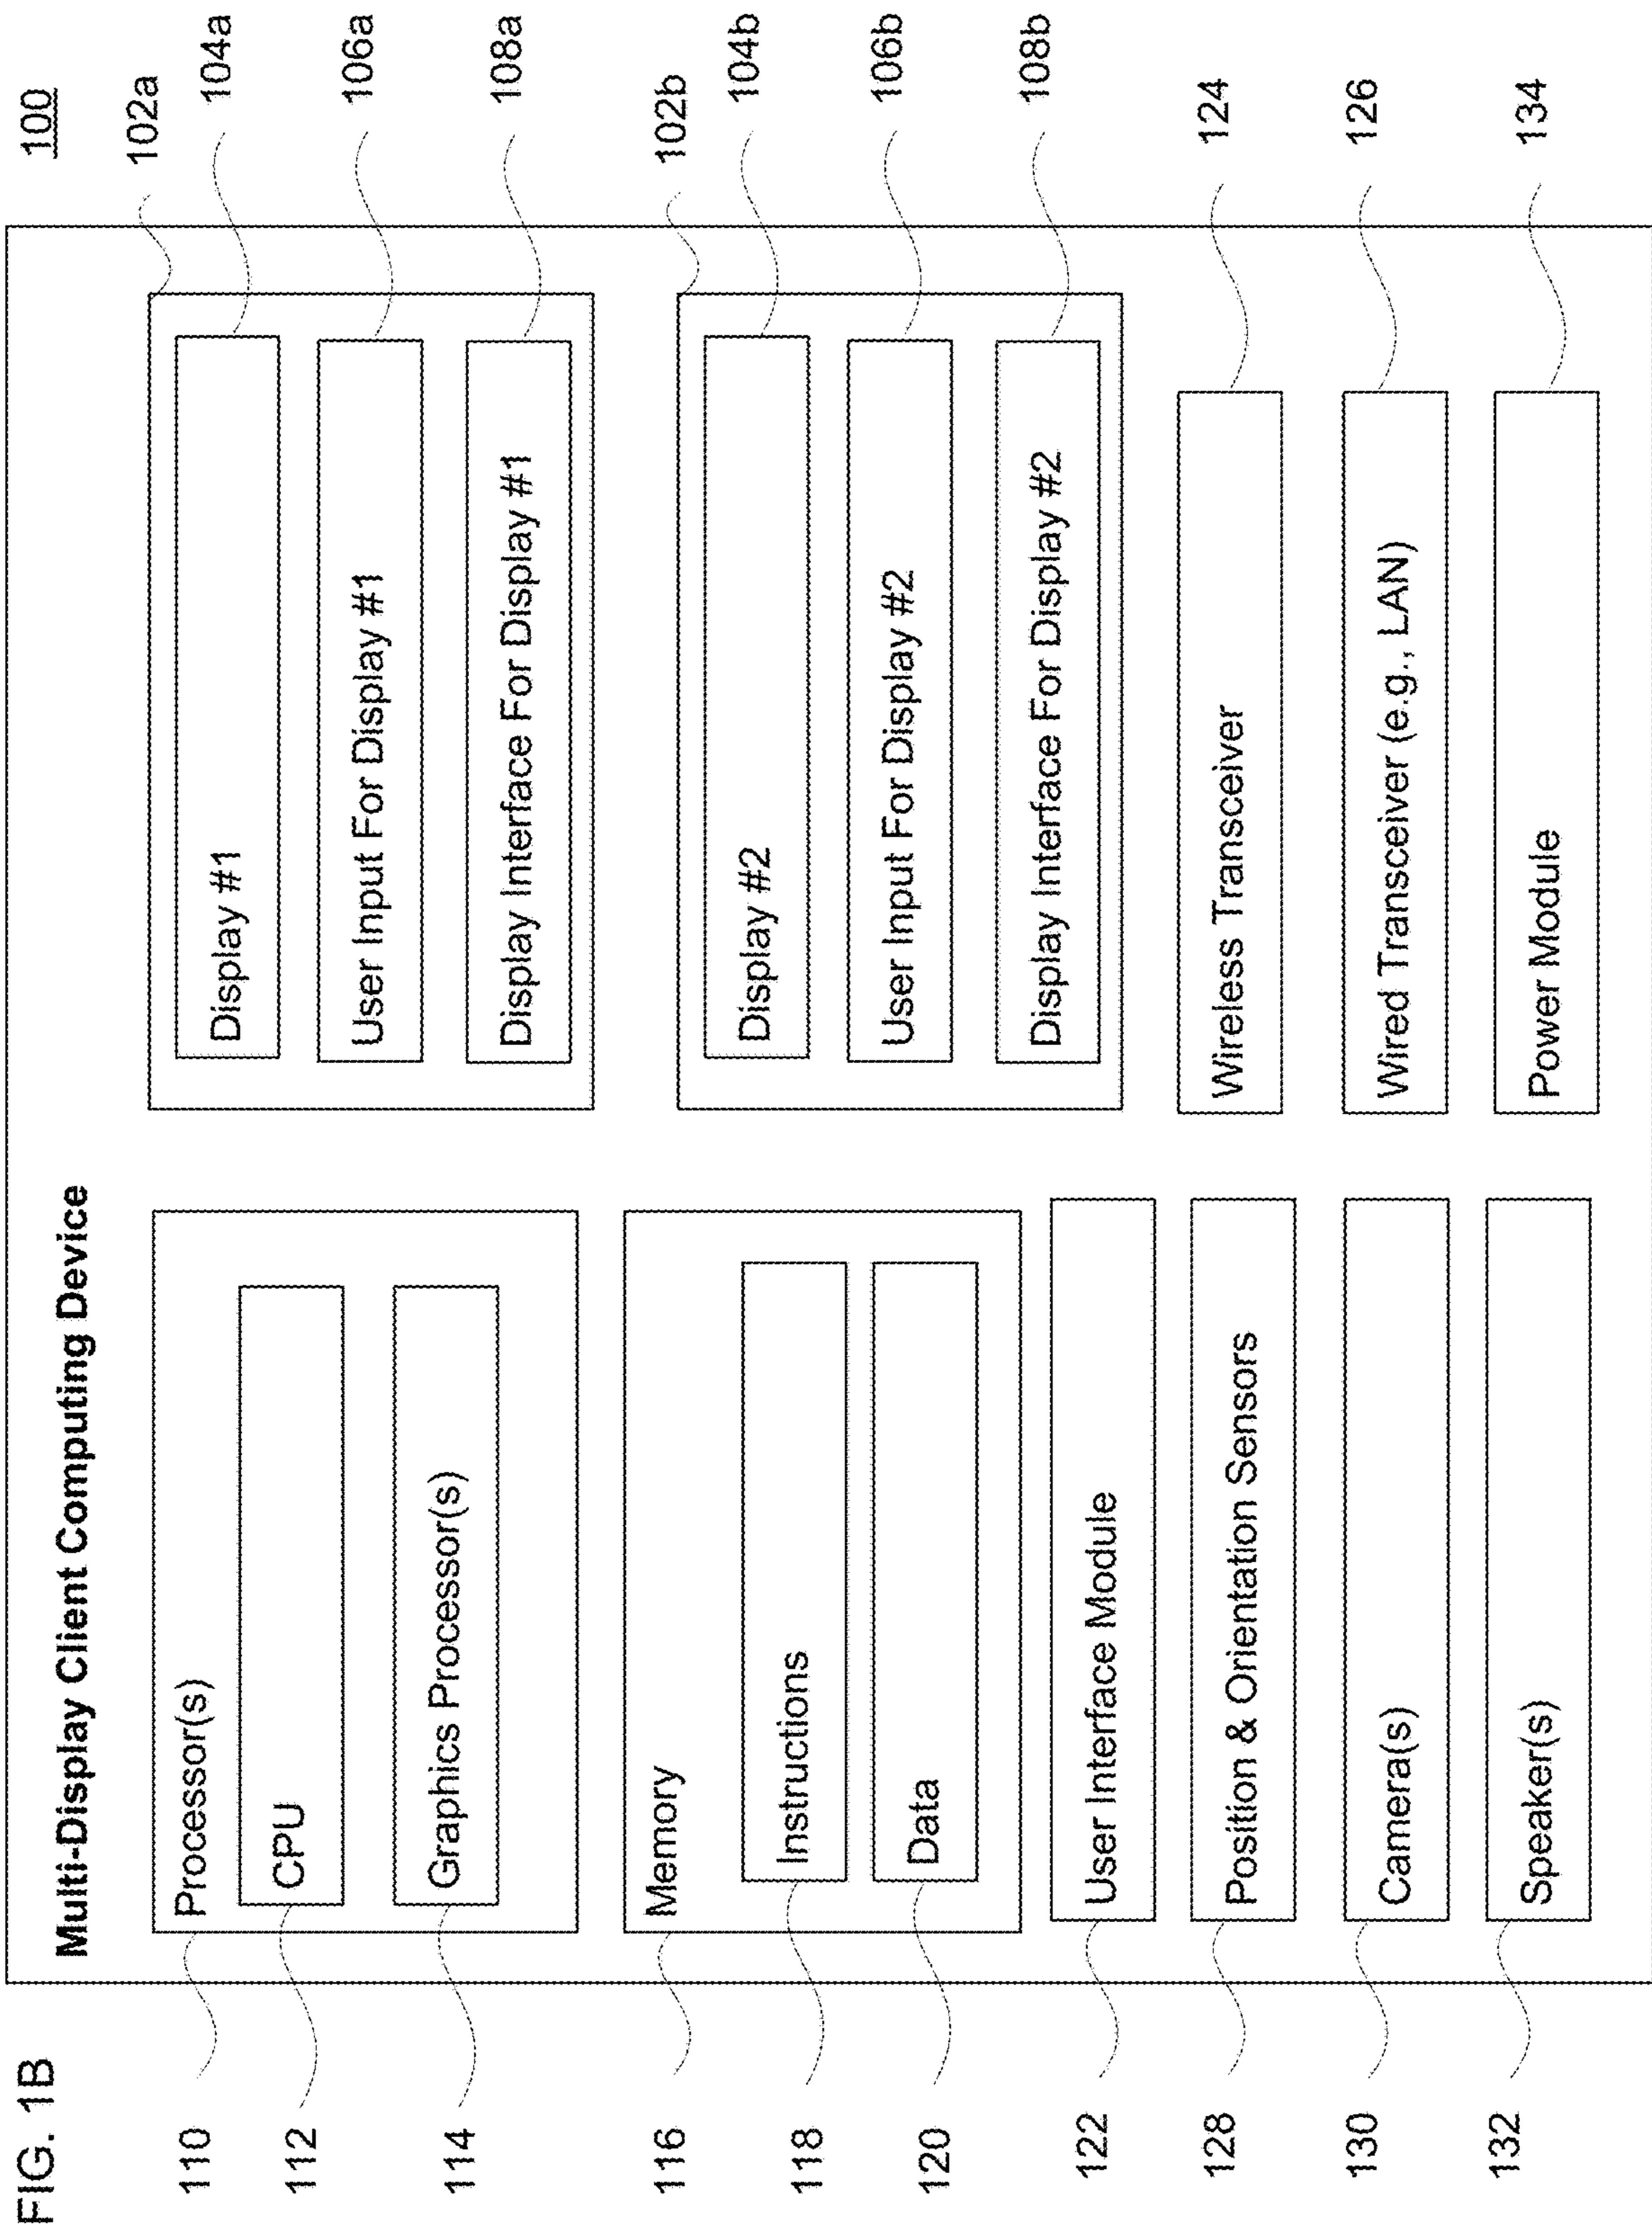 FIG. 1B
100
Multi-Display Client Computing Device
110
Processor(s)
112
CPU
114
Graphics Processor(s)
116
Memory
118
Instructions
120
Data
122
User Interface Module
128
Position & Orientation Sensors
130
Camera(s)
132
Speaker(s)
102a
Display #1
104a
User Input For Display #1
106a
Display Interface For Display #1
108a
102b
Display #2
104b
User Input For Display #2
106b
Display Interface For Display #2
108b
Wireless Transceiver
124
Wired Transceiver (e.g., LAN)
126
Power Module
134